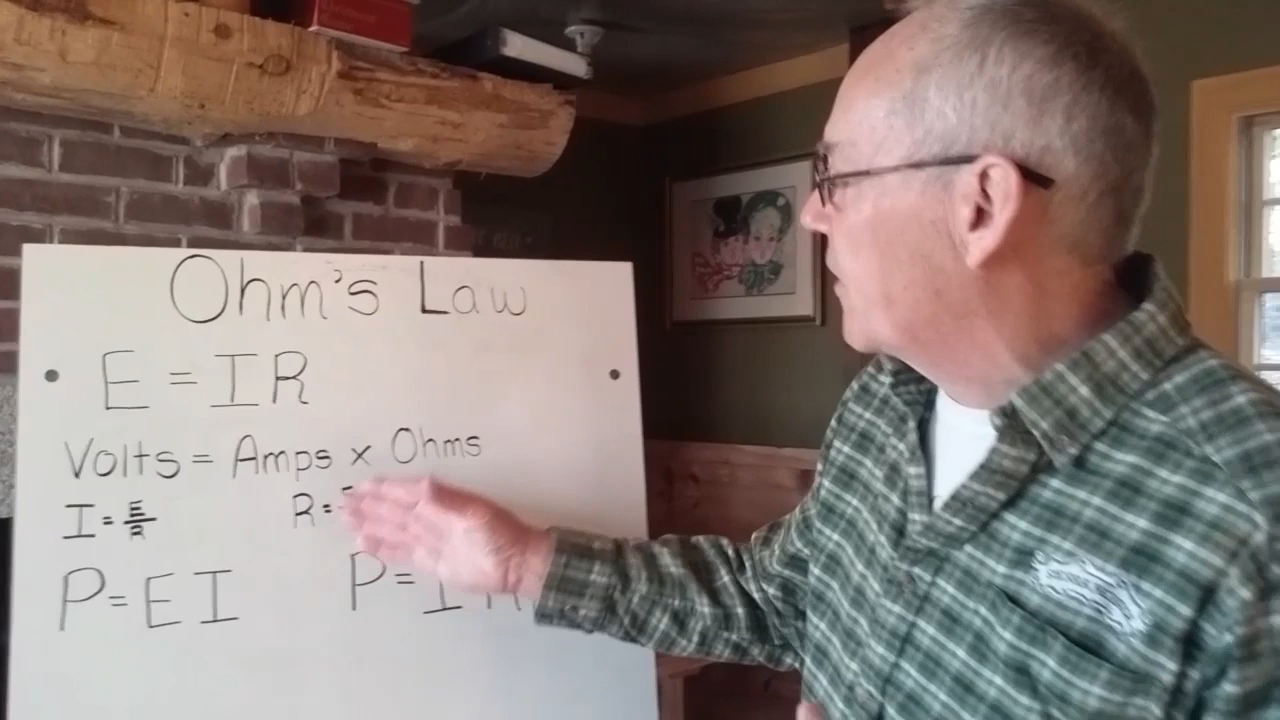 Ohm's Law
E = IR
Volts = Amps x Ohms
I = E/R R =
P = EI P = I R